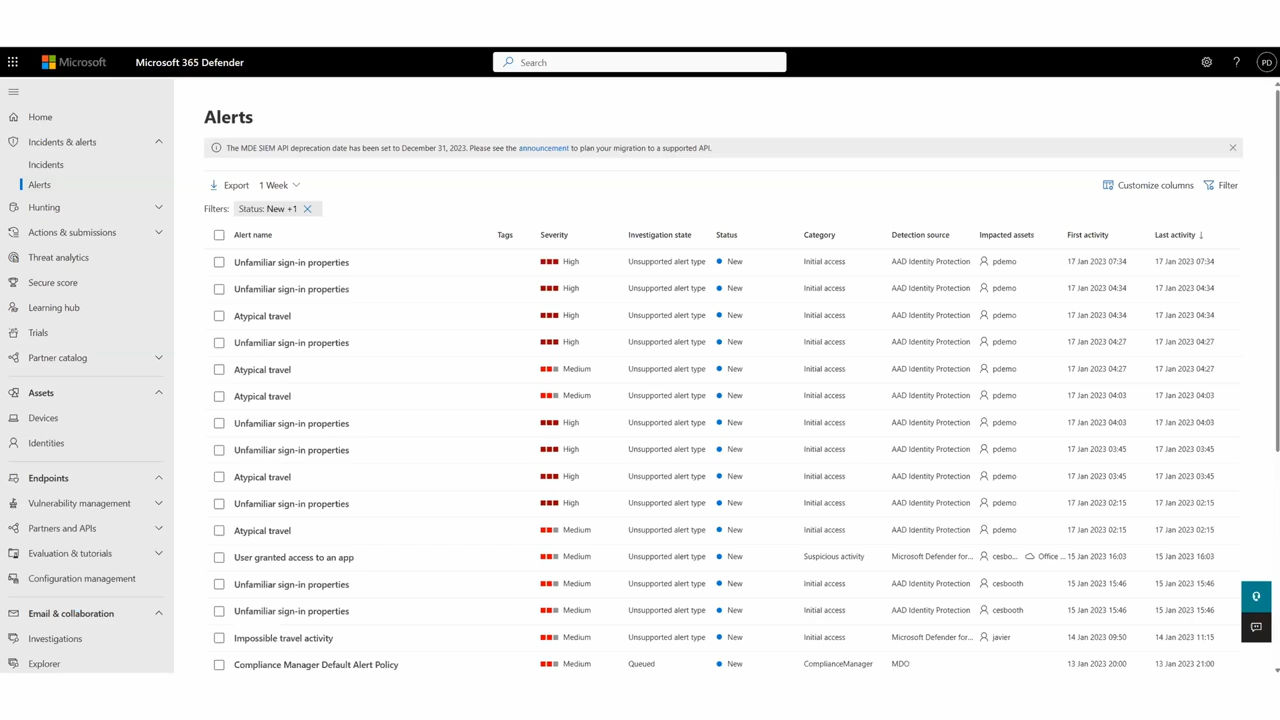 Microsoft
Microsoft 365 Defender
Search
PD
Home
Incidents & alerts
Incidents
Alerts
Hunting
Actions & submissions
Threat analytics
Secure score
Learning hub
Trials
Partner catalog
Assets
Devices
Identities
Endpoints
Vulnerability management
Partners and APIs
Evaluation & tutorials
Configuration management
Email & collaboration
Investigations
Explorer
Alerts
The MDE SIEM API deprecation date has been set to December 31, 2023. Please see the announcement to plan your migration to a supported API.
Export 1 Week Customize columns Filter
Filters: Status: New +1
Alert name Tags Severity Investigation state Status Category Detection source Impacted assets First activity Last activity
Unfamiliar sign-in properties High Unsupported alert type New Initial access AAD Identity Protection pdemo 17 Jan 2023 07:34 17 Jan 2023 07:34
Unfamiliar sign-in properties High Unsupported alert type New Initial access AAD Identity Protection pdemo 17 Jan 2023 04:34 17 Jan 2023 04:34
Atypical travel High Unsupported alert type New Initial access AAD Identity Protection pdemo 17 Jan 2023 04:34 17 Jan 2023 04:34
Unfamiliar sign-in properties High Unsupported alert type New Initial access AAD Identity Protection pdemo 17 Jan 2023 04:27 17 Jan 2023 04:27
Atypical travel Medium Unsupported alert type New Initial access AAD Identity Protection pdemo 17 Jan 2023 04:27 17 Jan 2023 04:27
Atypical travel Medium Unsupported alert type New Initial access AAD Identity Protection pdemo 17 Jan 2023 04:03 17 Jan 2023 04:03
Unfamiliar sign-in properties High Unsupported alert type New Initial access AAD Identity Protection pdemo 17 Jan 2023 04:03 17 Jan 2023 04:03
Unfamiliar sign-in properties High Unsupported alert type New Initial access AAD Identity Protection pdemo 17 Jan 2023 03:45 17 Jan 2023 03:45
Atypical travel High Unsupported alert type New Initial access AAD Identity Protection pdemo 17 Jan 2023 03:45 17 Jan 2023 03:45
Unfamiliar sign-in properties High Unsupported alert type New Initial access AAD Identity Protection pdemo 17 Jan 2023 02:15 17 Jan 2023 02:15
Atypical travel Medium Unsupported alert type New Initial access AAD Identity Protection pdemo 17 Jan 2023 02:15 17 Jan 2023 02:15
User granted access to an app Medium Unsupported alert type New Suspicious activity Microsoft Defender for... cesbo... Office ... 15 Jan 2023 16:03 15 Jan 2023 16:03
Unfamiliar sign-in properties Medium Unsupported alert type New Initial access AAD Identity Protection cesbooth 15 Jan 2023 15:46 15 Jan 2023 15:46
Unfamiliar sign-in properties Medium Unsupported alert type New Initial access AAD Identity Protection cesbooth 15 Jan 2023 15:46 15 Jan 2023 15:46
Impossible travel activity Medium Unsupported alert type New Initial access Microsoft Defender for... javier 14 Jan 2023 09:50 14 Jan 2023 11:15
Compliance Manager Default Alert Policy Medium Queued New ComplianceManager MDO 13 Jan 2023 20:00 13 Jan 2023 21:00